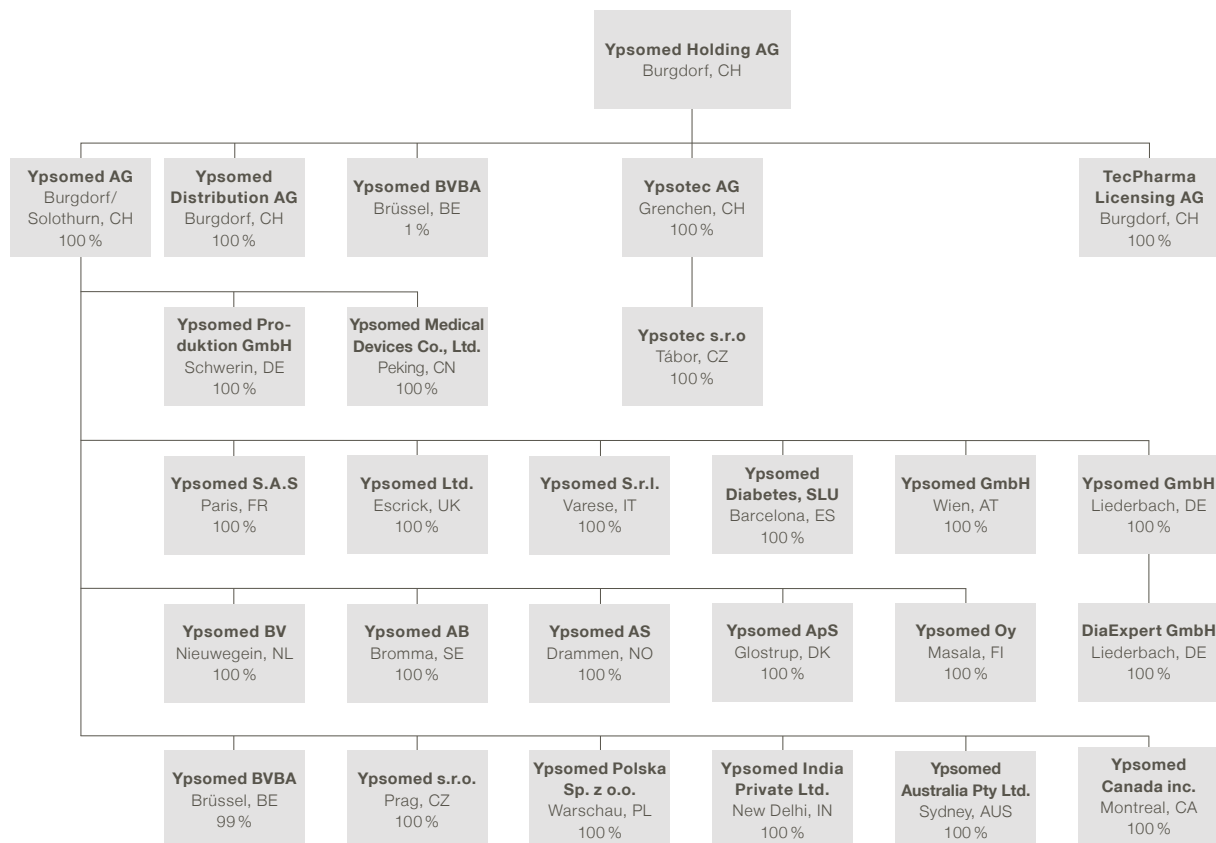 Ypsomed Holding AG
Burgdorf, CH
Ypsomed AG
Burgdorf/
Solothurn, CH
100 %
Ypsomed
Distribution AG
Burgdorf, CH
100 %
Ypsomed BVBA
Brüssel, BE
1 %
Ypsotec AG
Grenchen, CH
100 %
TecPharma
Licensing AG
Burgdorf, CH
100 %
Ypsomed Pro-
duktion GmbH
Schwerin, DE
100 %
Ypsomed Medical
Devices Co., Ltd.
Peking, CN
100 %
Ypsotec s.r.o
Tábor, CZ
100 %
Ypsomed S.A.S
Paris, FR
100 %
Ypsomed Ltd.
Escrick, UK
100 %
Ypsomed S.r.l.
Varese, IT
100 %
Ypsomed
Diabetes, SLU
Barcelona, ES
100 %
Ypsomed GmbH
Wien, AT
100 %
Ypsomed GmbH
Liederbach, DE
100 %
Ypsomed BV
Nieuwegein, NL
100 %
Ypsomed AB
Bromma, SE
100 %
Ypsomed AS
Drammen, NO
100 %
Ypsomed ApS
Glostrup, DK
100 %
Ypsomed Oy
Masala, FI
100 %
DiaExpert GmbH
Liederbach, DE
100 %
Ypsomed BVBA
Brüssel, BE
99 %
Ypsomed s.r.o.
Prag, CZ
100 %
Ypsomed Polska
Sp. z o.o.
Warschau, PL
100 %
Ypsomed India
Private Ltd.
New Delhi, IN
100 %
Ypsomed
Australia Pty Ltd.
Sydney, AUS
100 %
Ypsomed
Canada inc.
Montreal, CA
100 %